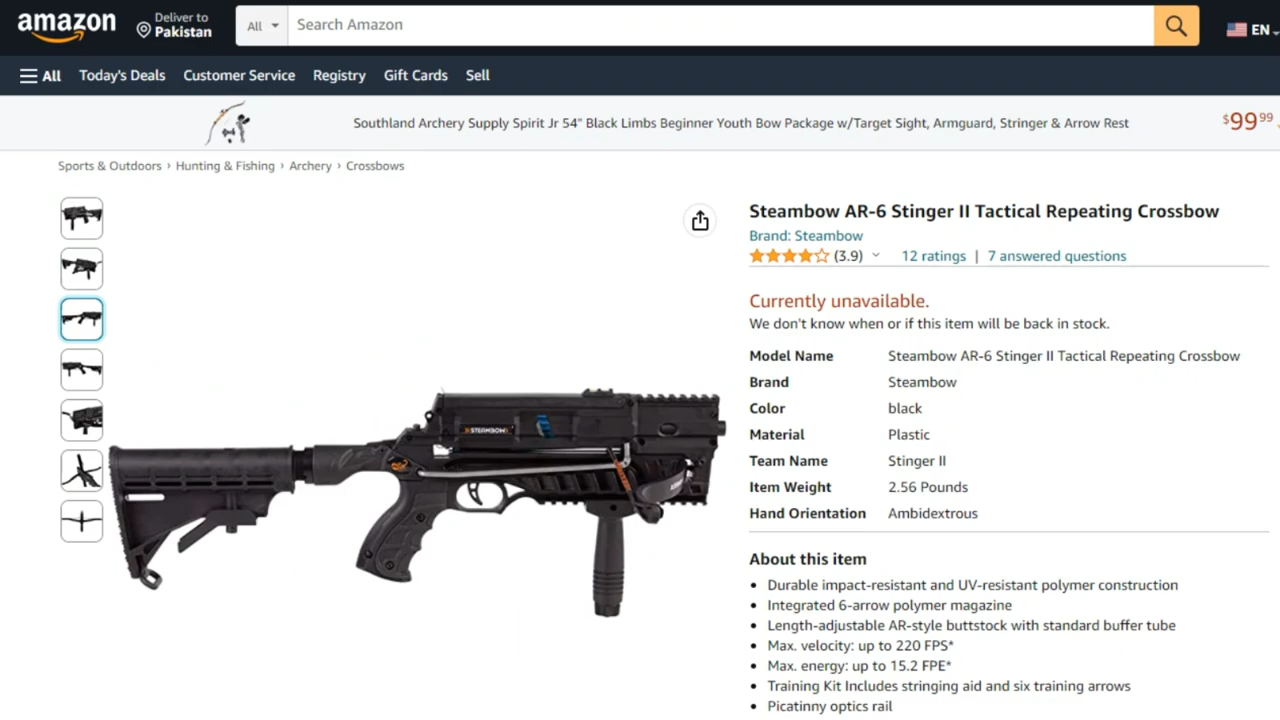 amazon
Deliver to
Pakistan
All
Search Amazon
EN
All Today's Deals Customer Service Registry Gift Cards Sell
Southland Archery Supply Spirit Jr 54" Black Limbs Beginner Youth Bow Package w/Target Sight, Armguard, Stringer & Arrow Rest
$99 99
Sports & Outdoors › Hunting & Fishing › Archery › Crossbows
Steambow AR-6 Stinger II Tactical Repeating Crossbow
Brand: Steambow
(3.9) 12 ratings | 7 answered questions
Currently unavailable.
We don't know when or if this item will be back in stock.
Model Name Steambow AR-6 Stinger II Tactical Repeating Crossbow
Brand Steambow
Color black
Material Plastic
Team Name Stinger II
Item Weight 2.56 Pounds
Hand Orientation Ambidextrous
About this item
• Durable impact-resistant and UV-resistant polymer construction
• Integrated 6-arrow polymer magazine
• Length-adjustable AR-style buttstock with standard buffer tube
• Max. velocity: up to 220 FPS*
• Max. energy: up to 15.2 FPE*
• Training Kit Includes stringing aid and six training arrows
• Picatinny optics rail
STEAMBOW